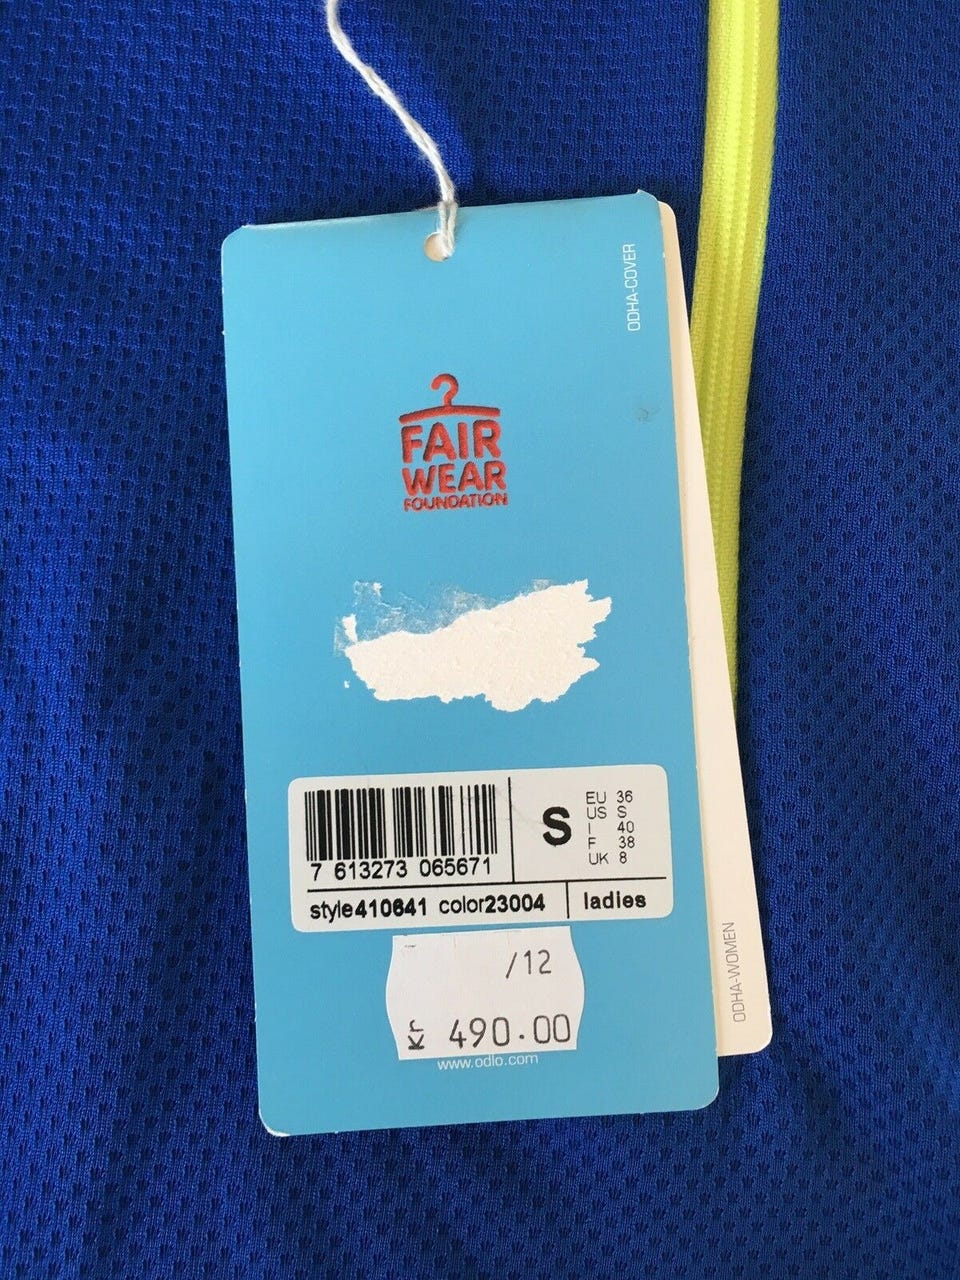 ODHA-COVER
FAIR
WEAR
FOUNDATION
7 613273 065671
S
EU 36
US S
I 40
F 38
UK 8
style410641 color23004
ladies
/12
Kr 490.00
www.odlo.com
ODHA-WOMEN